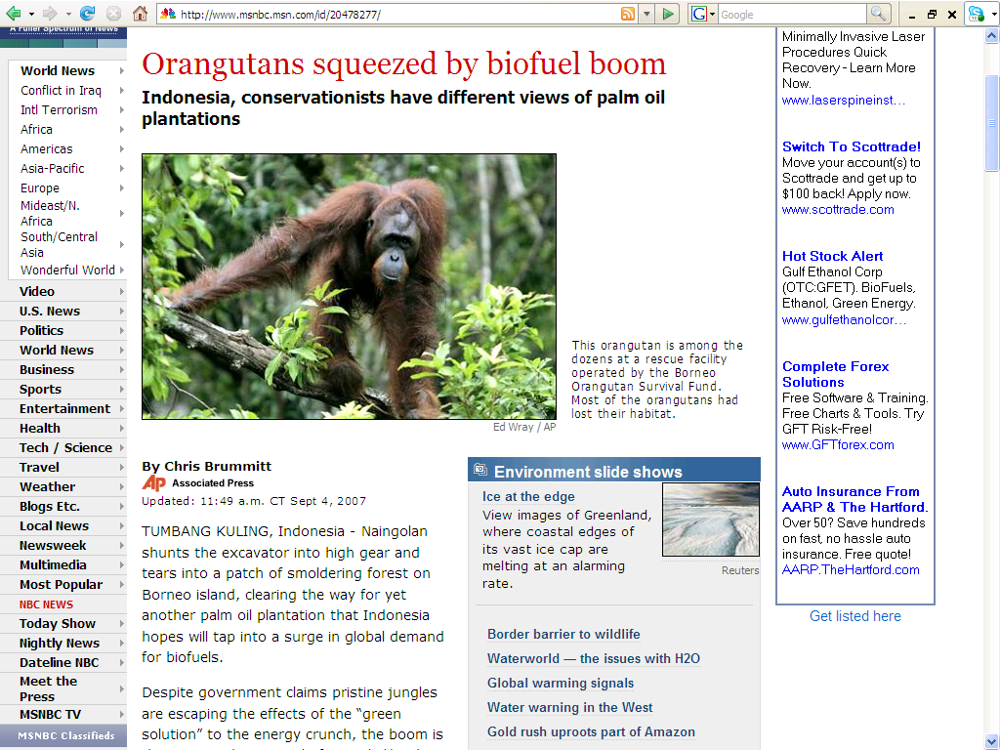 http://www.msnbc.msn.com/id/20478277/
Google
A Fuller Spectrum of News
World News
Conflict in Iraq
Intl Terrorism
Africa
Americas
Asia-Pacific
Europe
Mideast/N.
Africa
South/Central
Asia
Wonderful World
Video
U.S. News
Politics
World News
Business
Sports
Entertainment
Health
Tech / Science
Travel
Weather
Blogs Etc.
Local News
Newsweek
Multimedia
Most Popular
NBC NEWS
Today Show
Nightly News
Dateline NBC
Meet the
Press
MSNBC TV
MSNBC Classifieds
Orangutans squeezed by biofuel boom
Indonesia, conservationists have different views of palm oil
plantations
This orangutan is among the
dozens at a rescue facility
operated by the Borneo
Orangutan Survival Fund.
Most of the orangutans had
lost their habitat.
Ed Wray / AP
By Chris Brummitt
AP Associated Press
Updated: 11:49 a.m. CT Sept 4, 2007
TUMBANG KULING, Indonesia - Naingolan
shunts the excavator into high gear and
tears into a patch of smoldering forest on
Borneo island, clearing the way for yet
another palm oil plantation that Indonesia
hopes will tap into a surge in global demand
for biofuels.
Despite government claims pristine jungles
are escaping the effects of the “green
solution” to the energy crunch, the boom is
Environment slide shows
Ice at the edge
View images of Greenland,
where coastal edges of
its vast ice cap are
melting at an alarming
rate.
Reuters
Border barrier to wildlife
Waterworld — the issues with H2O
Global warming signals
Water warning in the West
Gold rush uproots part of Amazon
Minimally Invasive Laser
Procedures Quick
Recovery - Learn More
Now.
www.laserspineinst...
Switch To Scottrade!
Move your account(s) to
Scottrade and get up to
$100 back! Apply now.
www.scottrade.com
Hot Stock Alert
Gulf Ethanol Corp
(OTC:GFET). BioFuels,
Ethanol, Green Energy.
www.gulfethanolcor...
Complete Forex
Solutions
Free Software & Training.
Free Charts & Tools. Try
GFT Risk-Free!
www.GFTforex.com
Auto Insurance From
AARP & The Hartford.
Over 50? Save hundreds
on fast, no hassle auto
insurance. Free quote!
AARP.TheHartford.com
Get listed here